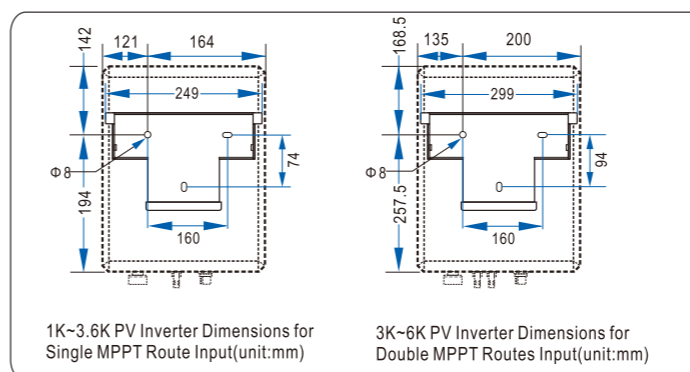 142
121
164
249
Φ8
74
194
160
1K~3.6K PV Inverter Dimensions for
Single MPPT Route Input(unit:mm)
168.5
135
200
299
Φ8
94
257.5
160
3K~6K PV Inverter Dimensions for
Double MPPT Routes Input(unit:mm)